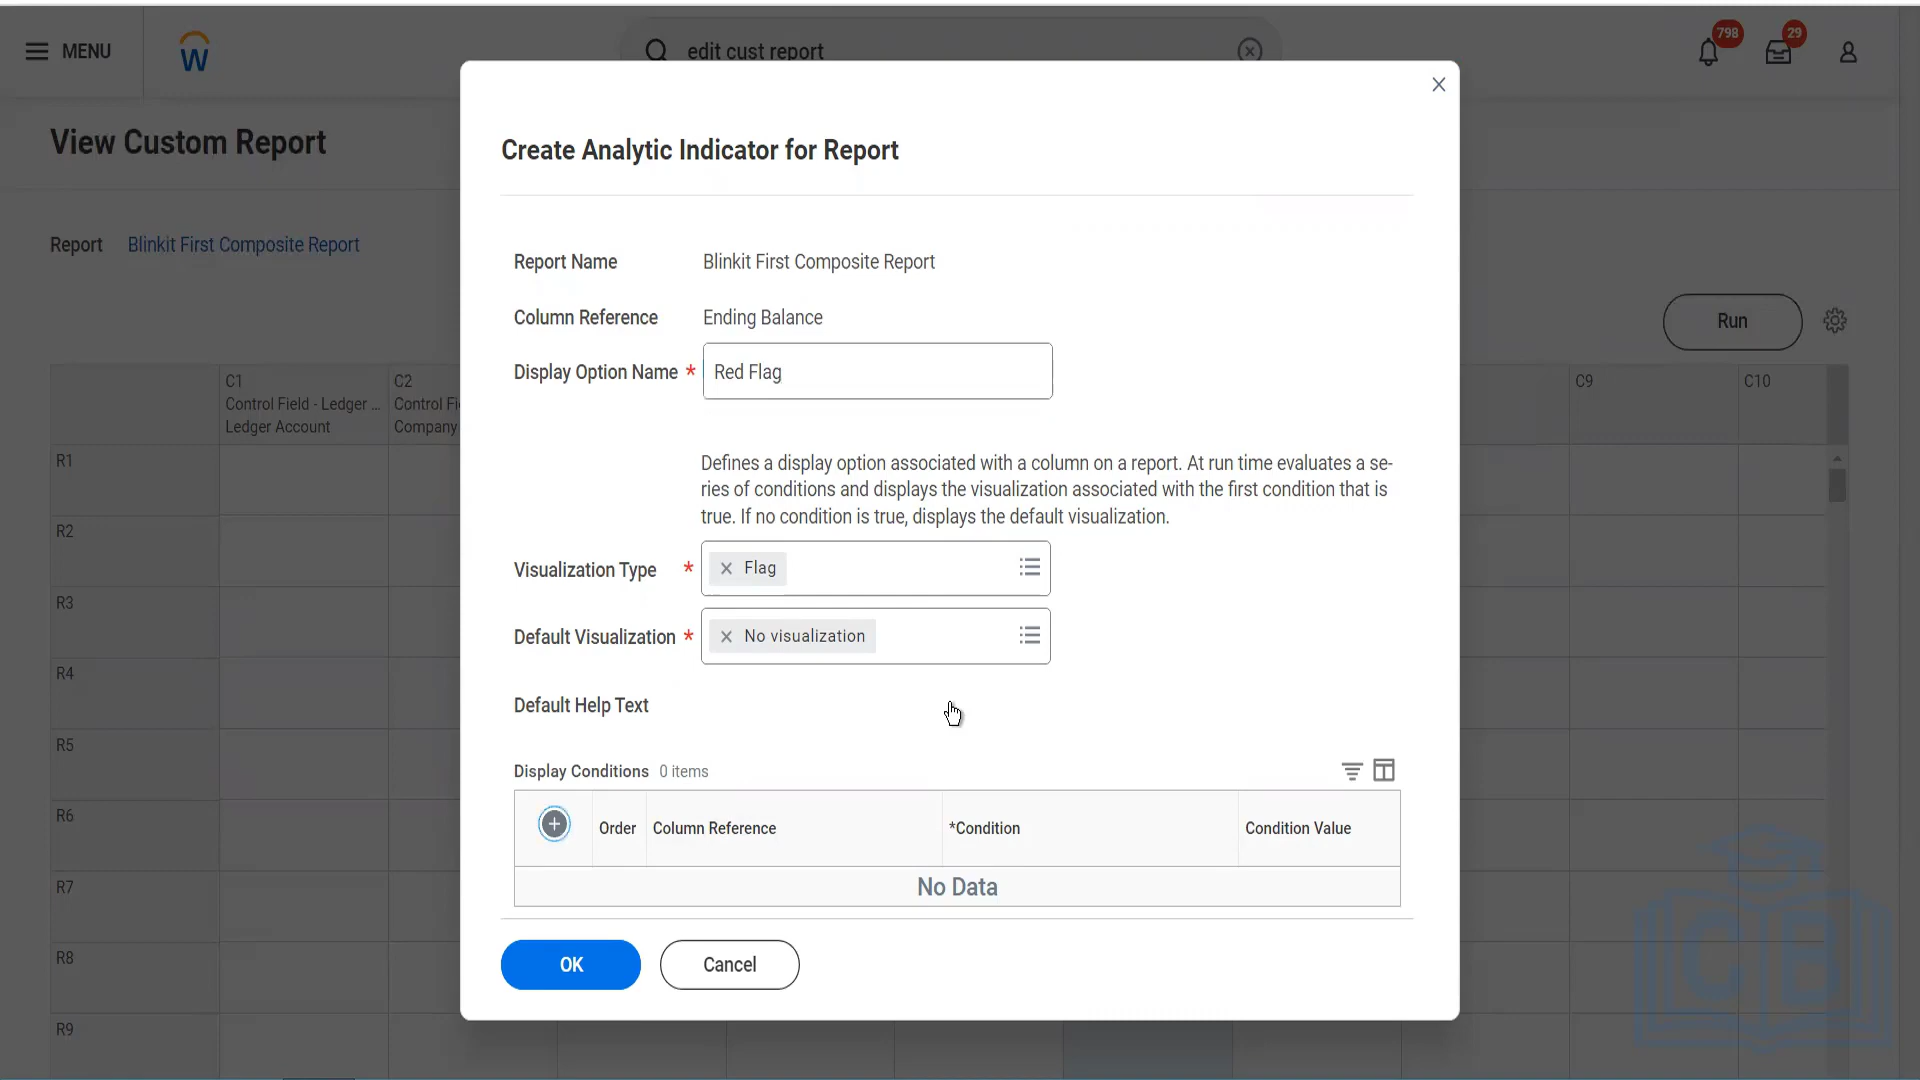 MENU
W
edit cust report
798
29
View Custom Report
Report Blinkit First Composite Report
Run
C1
Control Field - Ledger ...
Ledger Account
C2
Control Fi
Company
C9
C10
R1
R2
R3
R4
R5
R6
R7
R8
R9
Create Analytic Indicator for Report
Report Name Blinkit First Composite Report
Column Reference Ending Balance
Display Option Name * Red Flag
Defines a display option associated with a column on a report. At run time evaluates a se-
ries of conditions and displays the visualization associated with the first condition that is
true. If no condition is true, displays the default visualization.
Visualization Type * Flag
Default Visualization * No visualization
Default Help Text
Display Conditions 0 items
Order Column Reference *Condition Condition Value
No Data
OK Cancel
CB